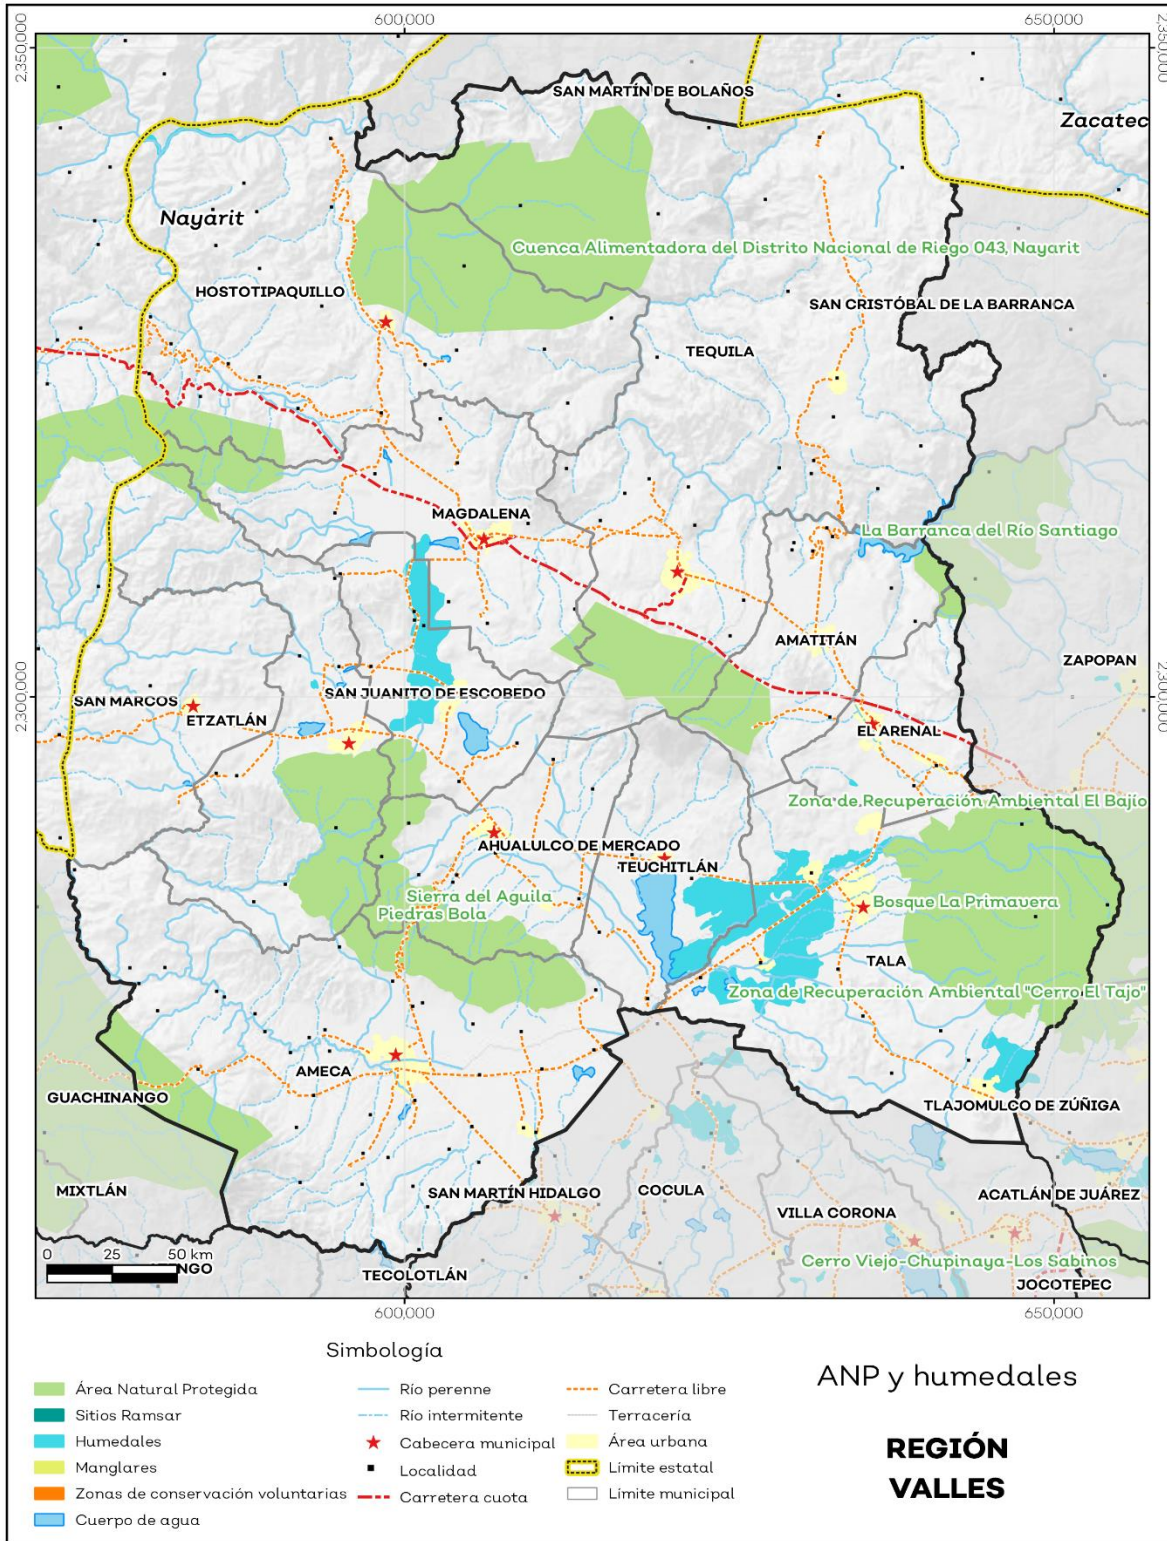 600,000
650,000
2,350,000
2,350,000
SAN MARTÍN DE BOLAÑOS
Zacatec
Nayarit
Cuenca Alimentadora del Distrito Nacional de Riego 043, Nayarit
HOSTOTIPAQUILLO
SAN CRISTÓBAL DE LA BARRANCA
TEQUILA
MAGDALENA
La Barranca del Río Santiago
AMATITÁN
ZAPOPAN
2,300,000
2,300,000
SAN JUANITO DE ESCOBEDO
SAN MARCOS
ETZATLÁN
EL ARENAL
Zona de Recuperación Ambiental El Bajío
AHUALULCO DE MERCADO
TEUCHITLÁN
Sierra del Aguila
Piedras Bola
Bosque La Primavera
TALA
Zona de Recuperación Ambiental "Cerro El Tajo"
AMECA
GUACHINANGO
TLAJOMULCO DE ZÚÑIGA
MIXTLÁN
SAN MARTÍN HIDALGO
COCULA
ACATLÁN DE JUÁREZ
VILLA CORONA
0 25 50 km
NGO
TECOLOTLÁN
Cerro Viejo-Chupinaya-Los Sabinos
JOCOTEPEC
600,000
650,000
Simbología
Área Natural Protegida
Sitios Ramsar
Humedales
Manglares
Zonas de conservación voluntarias
Cuerpo de agua
Río perenne
Río intermitente
Cabecera municipal
Localidad
Carretera cuota
Carretera libre
Terracería
Área urbana
Límite estatal
Límite municipal
ANP y humedales
REGIÓN
VALLES